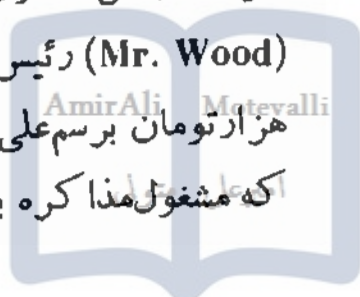 (Mr. Wood) رئیس
هزارتومان برسم‌علی
AmirAli Motevalli
که مشغول‌مذا کره